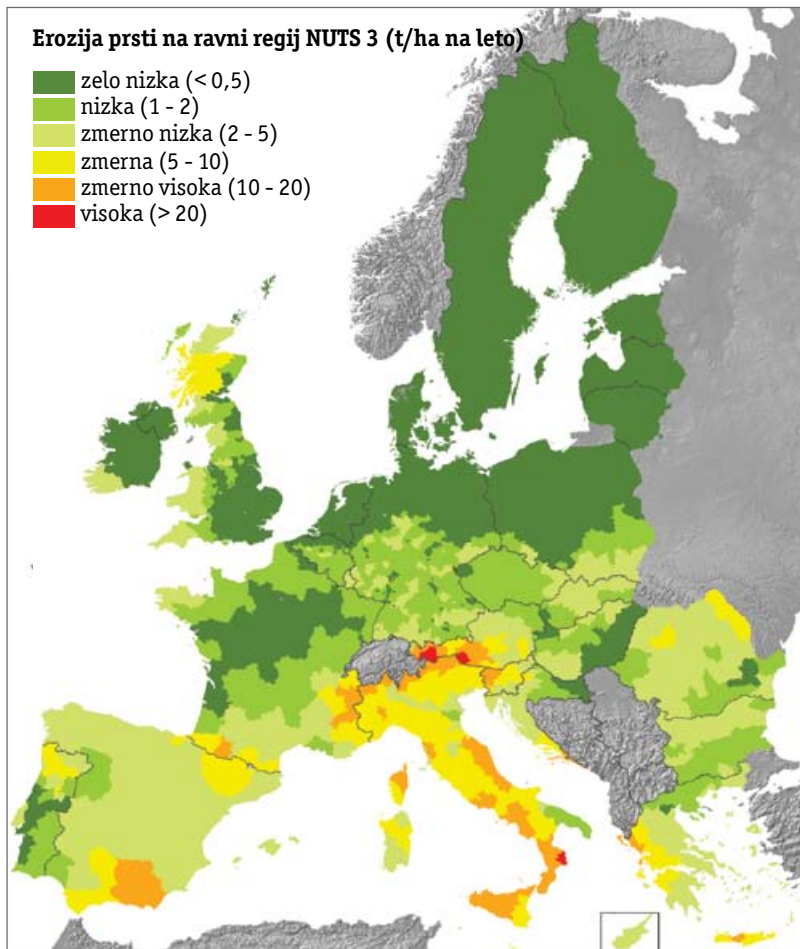 Erozija prsti na ravni regij NUTS 3 (t/ha na leto)
zelo nizka (< 0,5)
nizka (1 - 2)
zmerno nizka (2 - 5)
zmerna (5 - 10)
zmerno visoka (10 - 20)
visoka (> 20)